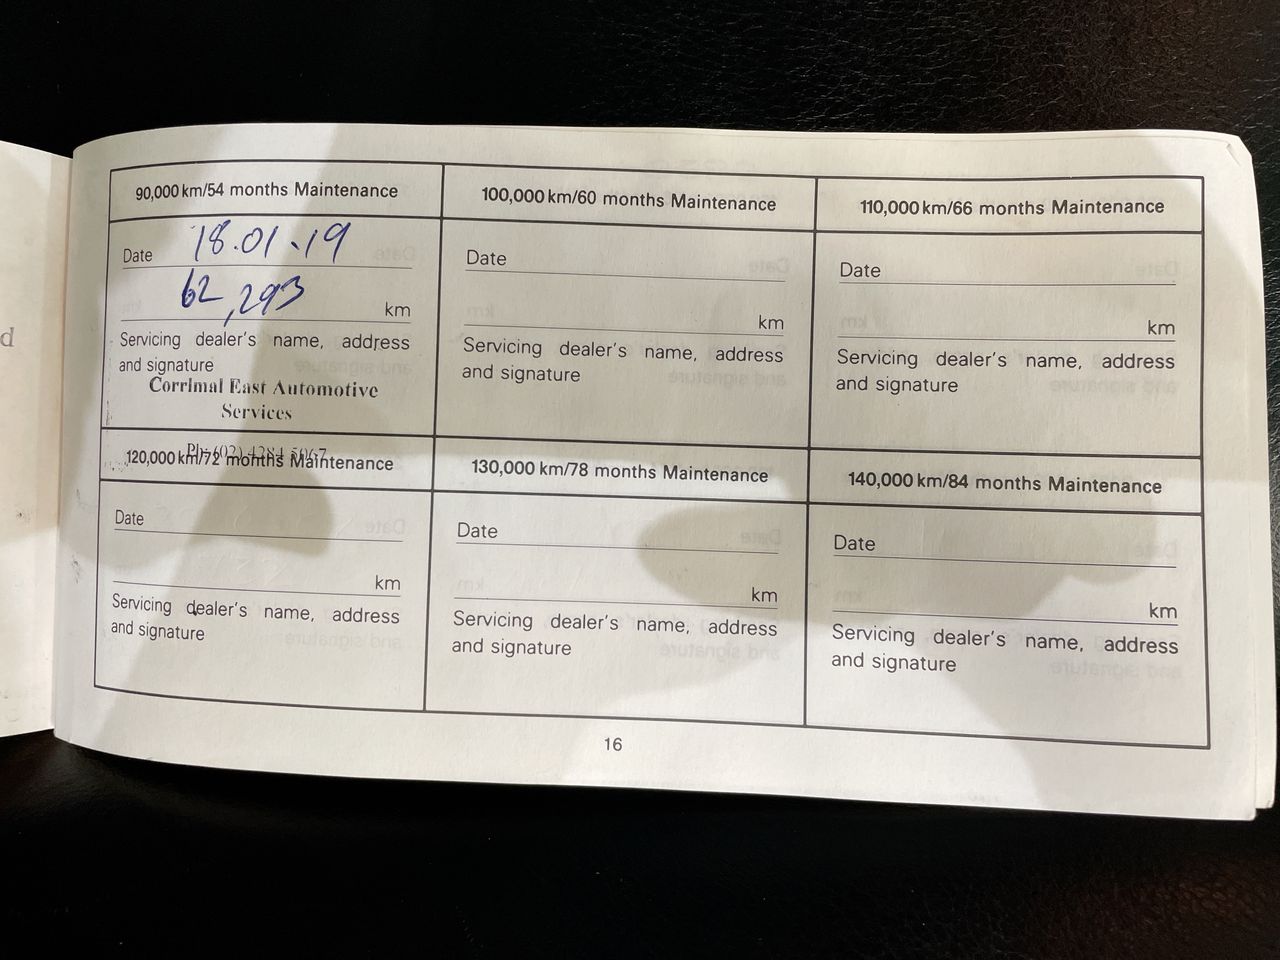 d
90,000 km/54 months Maintenance
Date 18.01.19
62,293 km
Servicing dealer's name, address
and signature
Corrimal East Automotive
Services
Ph: (02) 4284 5067
100,000 km/60 months Maintenance
Date
km
Servicing dealer's name, address
and signature
110,000 km/66 months Maintenance
Date
km
Servicing dealer's name, address
and signature
120,000 km/72 months Maintenance
Date
km
Servicing dealer's name, address
and signature
130,000 km/78 months Maintenance
Date
km
Servicing dealer's name, address
and signature
140,000 km/84 months Maintenance
Date
km
Servicing dealer's name, address
and signature
16